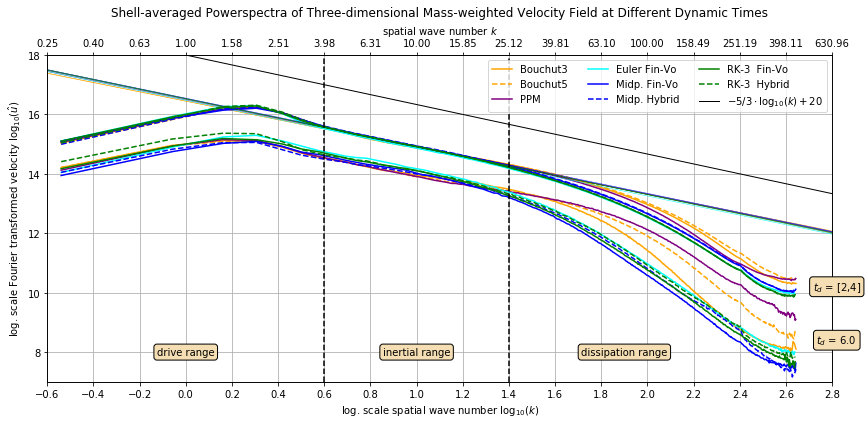 Shell-averaged Powerspectra of Three-dimensional Mass-weighted Velocity Field at Different Dynamic Times
spatial wave number k
0.25 0.40 0.63 1.00 1.58 2.51 3.98 6.31 10.00 15.85 25.12 39.81 63.10 100.00 158.49 251.19 398.11 630.96
log. scale Fourier transformed velocity log₁₀(u̇)
18
16
14
12
10
8
Bouchut3 Euler Fin-Vo RK-3 Fin-Vo
Bouchut5 Midp. Fin-Vo RK-3 Hybrid
PPM Midp. Hybrid −5/3 · log₁₀(k) + 20
t_d = [2,4]
t_d = 6.0
drive range inertial range dissipation range
−0.6 −0.4 −0.2 0.0 0.2 0.4 0.6 0.8 1.0 1.2 1.4 1.6 1.8 2.0 2.2 2.4 2.6 2.8
log. scale spatial wave number log₁₀(k)